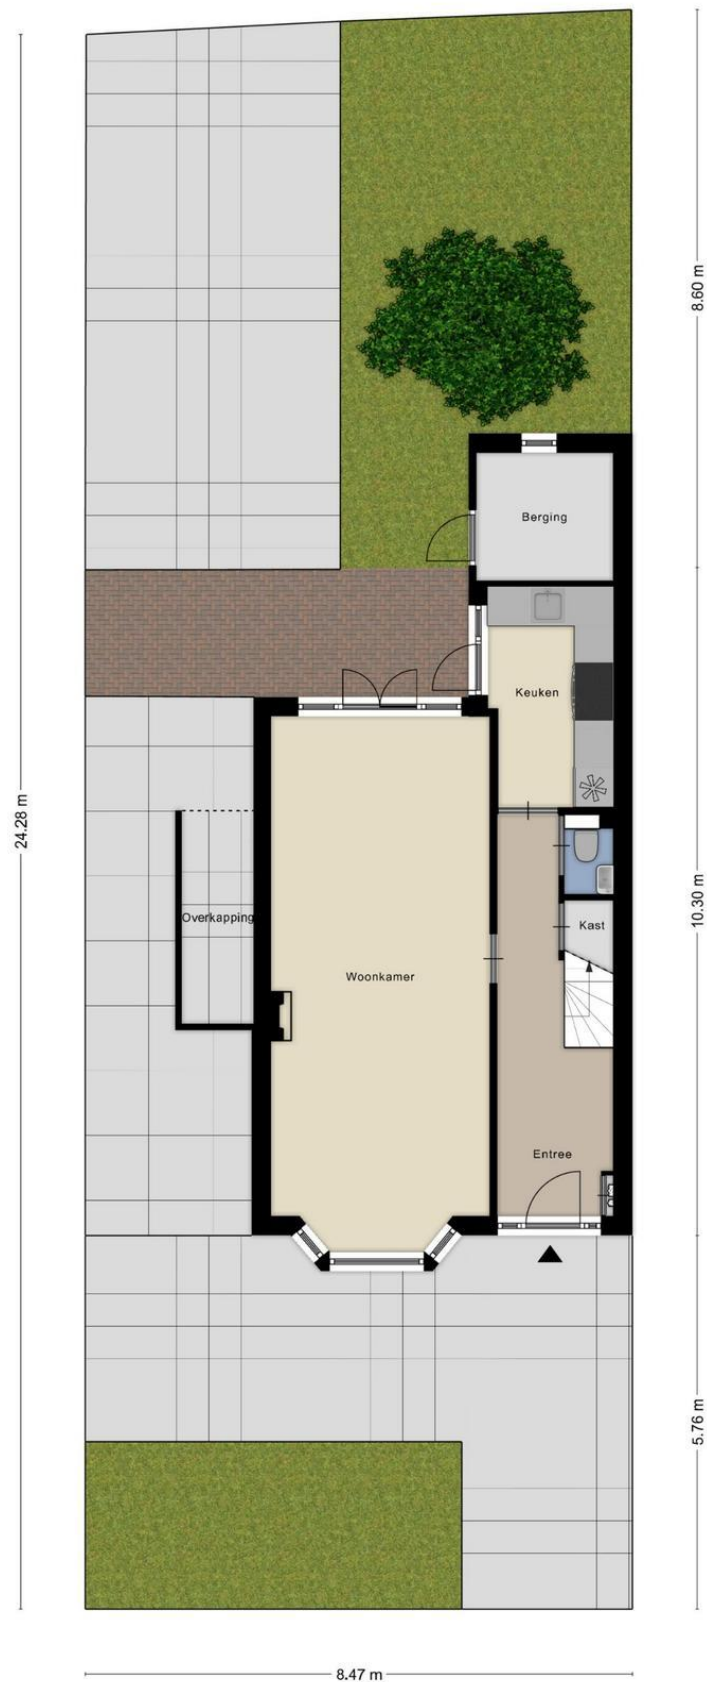 8.60 m
Berging
Keuken
24.28 m
10.30 m
Overkapping
Kast
Woonkamer
Entree
5.76 m
8.47 m